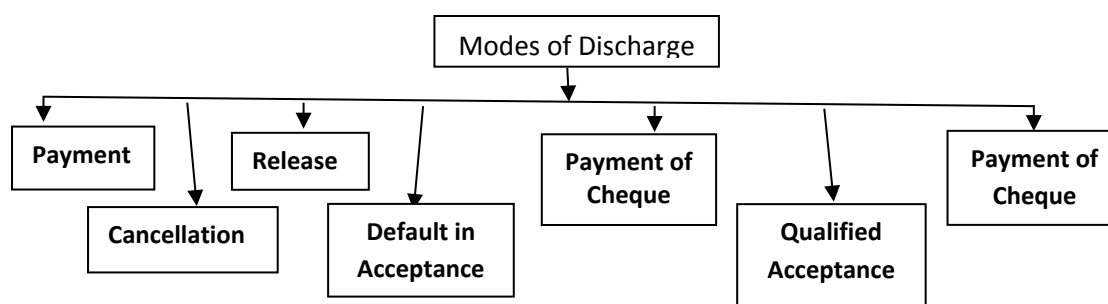 Modes of Discharge
Payment
Cancellation
Release
Default in
Acceptance
Payment of
Cheque
Qualified
Acceptance
Payment of
Cheque